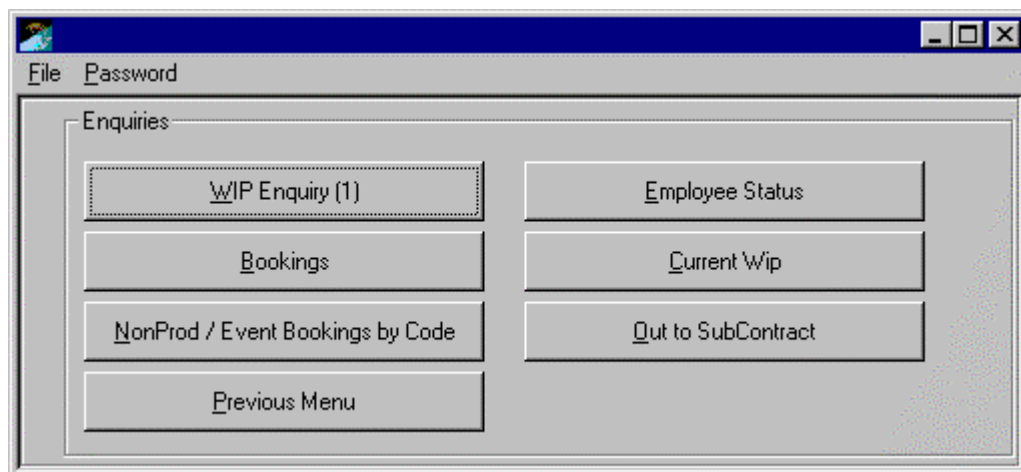 File Password
Enquiries
WIP Enquiry (1) Employee Status
Bookings Current Wip
NonProd / Event Bookings by Code Out to SubContract
Previous Menu